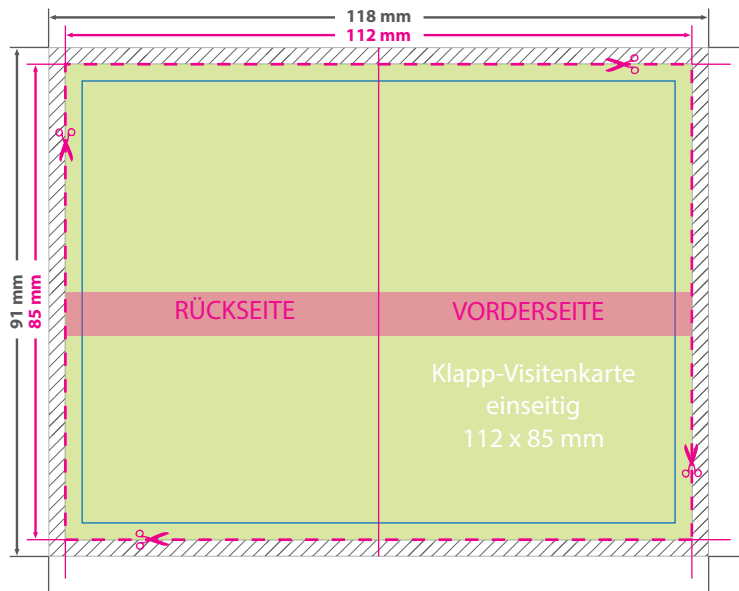 118 mm
112 mm
91 mm
85 mm
RÜCKSEITE
VORDERSEITE
Klapp-Visitenkarte
einseitig
112 x 85 mm